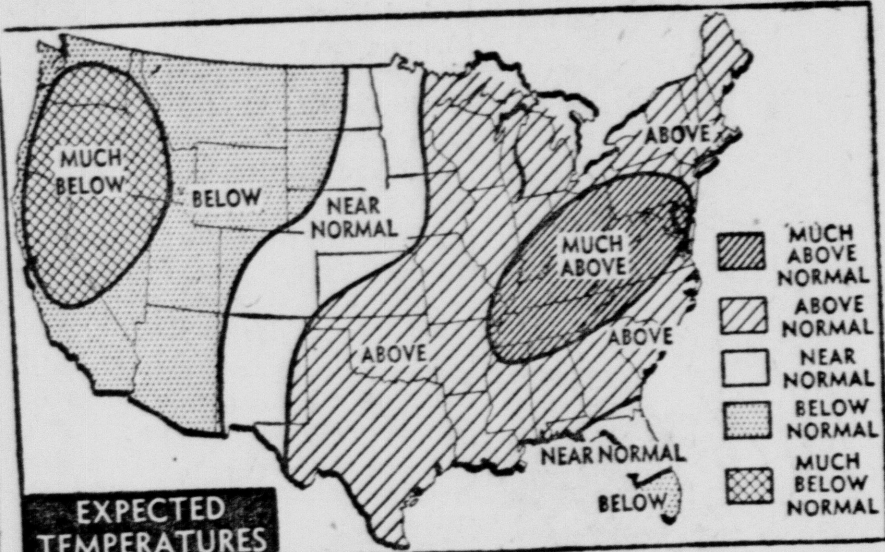 ABOVE
MUCH
BELOW
BELOW
NEAR
NORMAL
MUCH
ABOVE
ABOVE
ABOVE
NEAR NORMAL
BELOW
MUCH
ABOVE
NORMAL
ABOVE
NORMAL
NEAR
NORMAL
BELOW
NORMAL
MUCH
BELOW
NORMAL
EXPECTED
TEMPERATURES